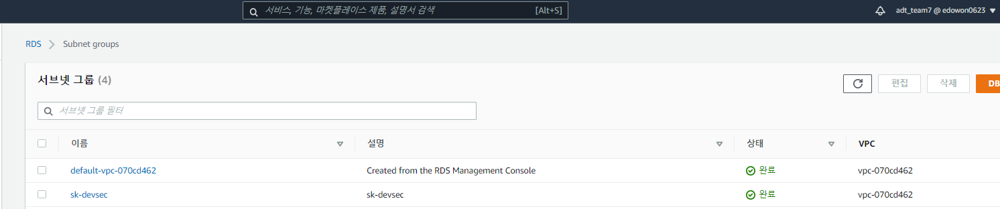 서비스, 기능, 마켓플레이스 제품, 설명서 검색 [Alt+S] adt_team7 @ edowon0623
RDS Subnet groups
서브넷 그룹 (4) 편집 삭제 DB
서브넷 그룹 필터
이름 설명 상태 VPC
default-vpc-070cd462 Created from the RDS Management Console 완료 vpc-070cd462
sk-devsec sk-devsec 완료 vpc-070cd462